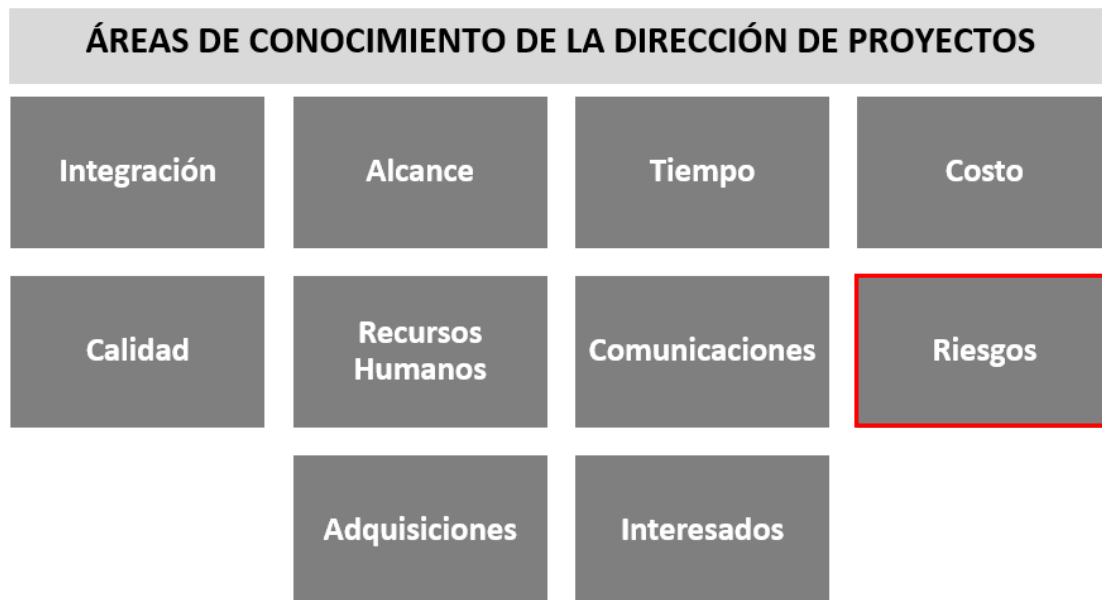 ÁREAS DE CONOCIMIENTO DE LA DIRECCIÓN DE PROYECTOS
Integración
Alcance
Tiempo
Costo
Calidad
Recursos
Humanos
Comunicaciones
Riesgos
Adquisiciones
Interesados